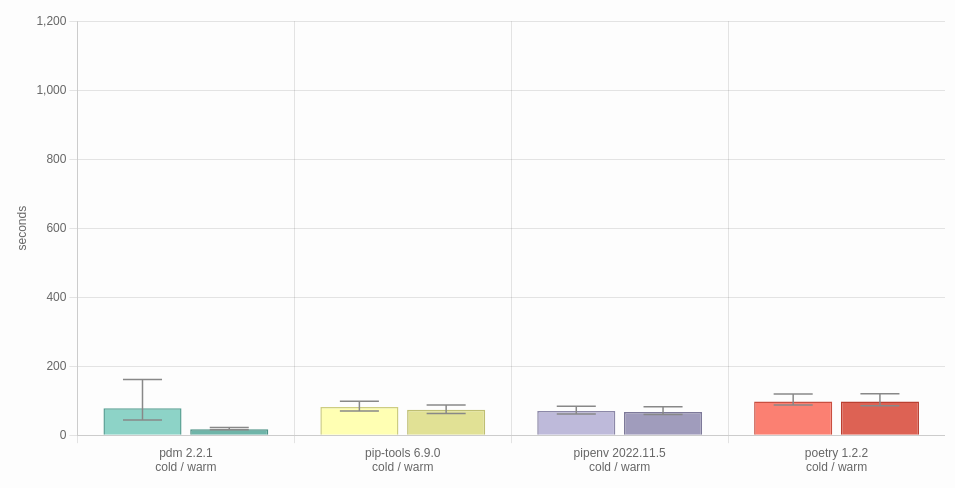 1,200
1,000
800
600
400
200
0
seconds
pdm 2.2.1
cold / warm
pip-tools 6.9.0
cold / warm
pipenv 2022.11.5
cold / warm
poetry 1.2.2
cold / warm